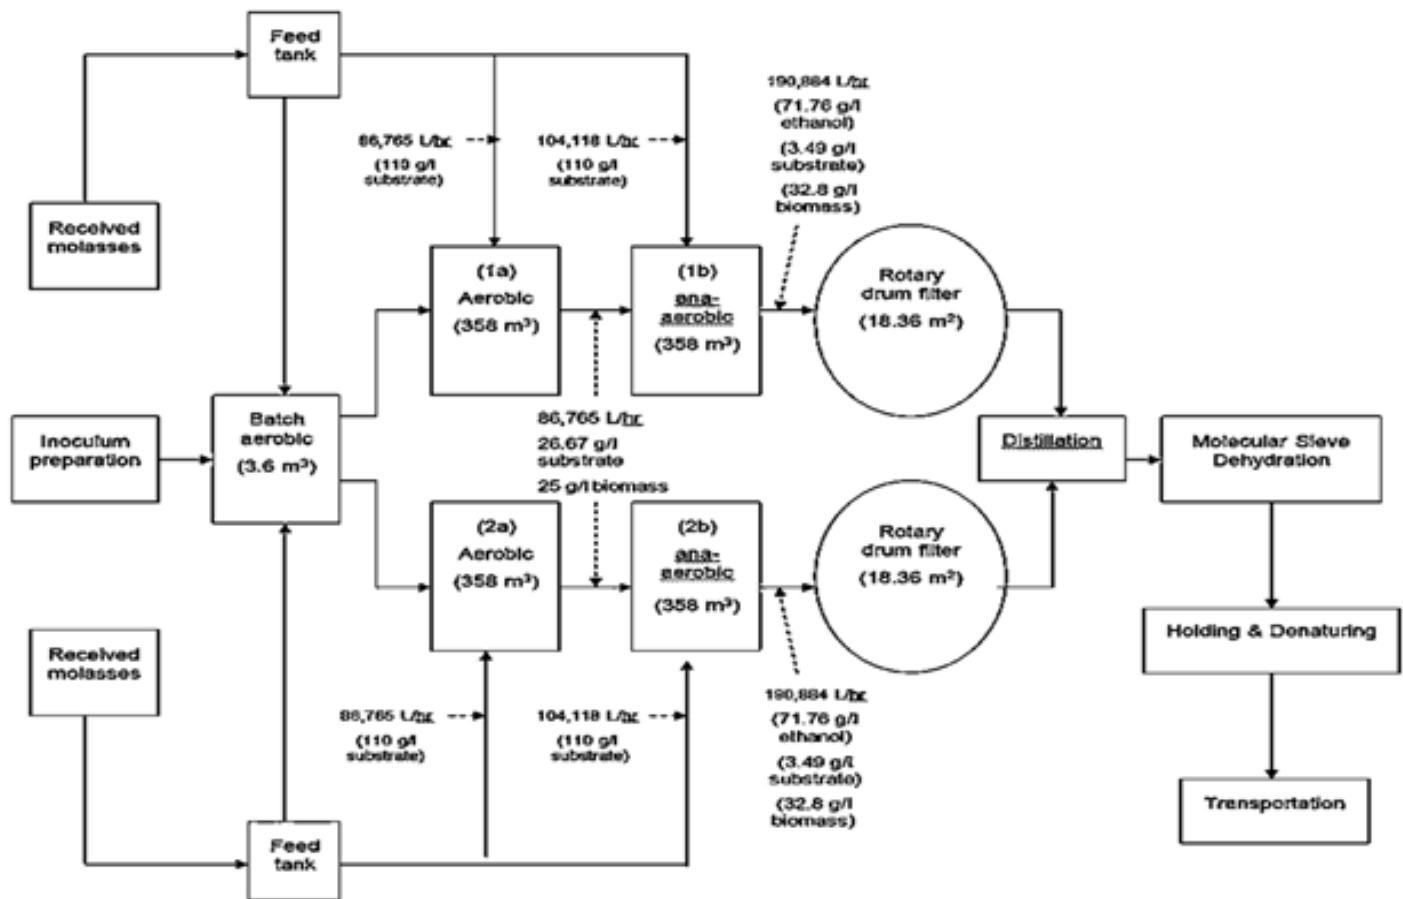 Feed
tank
190,884 L/hr
(71.76 g/l
ethanol)
(3.49 g/l
substrate)
(32.8 g/l
biomass)
86,765 L/hr
(110 g/l
substrate)
104,118 L/hr
(110 g/l
substrate)
Received
molasses
(1a)
Aerobic
(358 m³)
(1b)
ana-
aerobic
(358 m³)
Rotary
drum filter
(18.36 m²)
Inoculum
preparation
Batch
aerobic
(3.6 m³)
86,765 L/hr
26.67 g/l
substrate
25 g/l biomass
Distillation
Molecular Sieve
Dehydration
(2a)
Aerobic
(358 m³)
(2b)
ana-
aerobic
(358 m³)
Rotary
drum filter
(18.36 m²)
Holding & Denaturing
Received
molasses
86,765 L/hr
(110 g/l
substrate)
104,118 L/hr
(110 g/l
substrate)
190,884 L/hr
(71.76 g/l
ethanol)
(3.49 g/l
substrate)
(32.8 g/l
biomass)
Transportation
Feed
tank